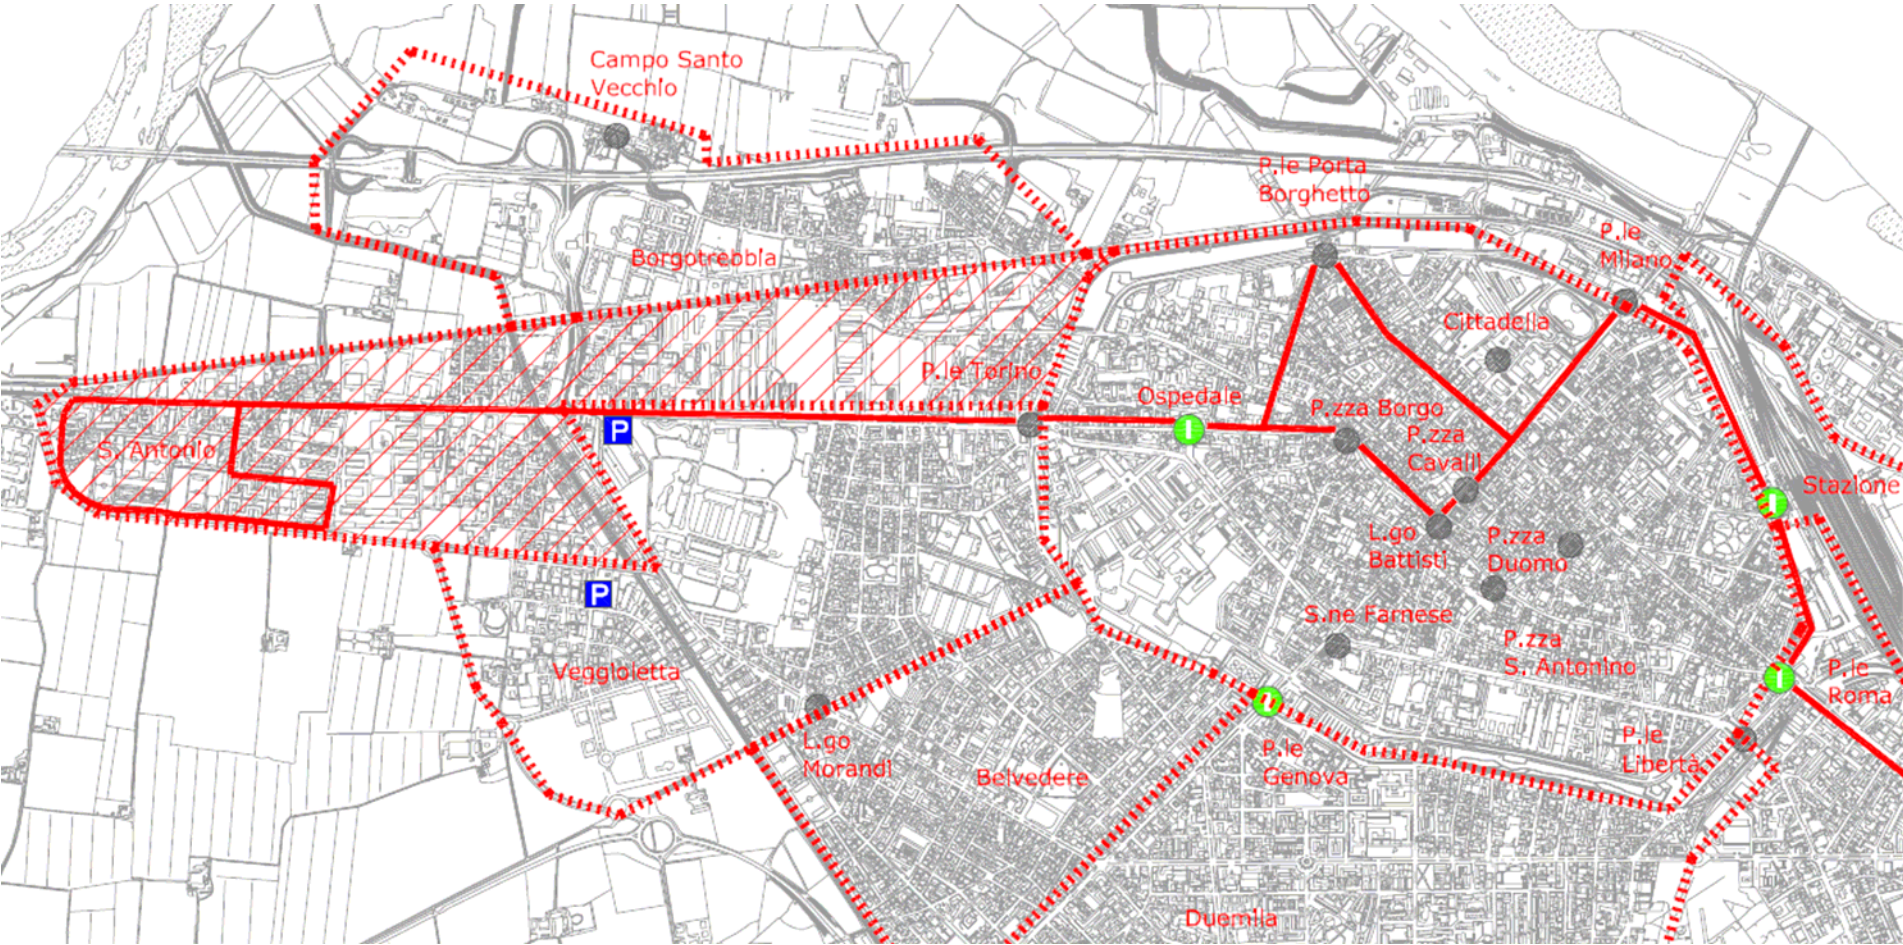 Campo Santo
Vecchio
P.le Porta
Borghetto
P.le
Milano
Borgotrebbia
Cittadella
P.le Torino
Ospedale
P.zza Borgo
P.zza
Cavalli
S. Antonio
P
Stazione
L.go
Battisti
P.zza
Duomo
P
S.ne Farnese
P.zza
S. Antonino
Veggioletta
P.le
Roma
L.go
Morandi
Belvedere
P.le
Genova
P.le
Libertà
Duemila
I
I
I
I